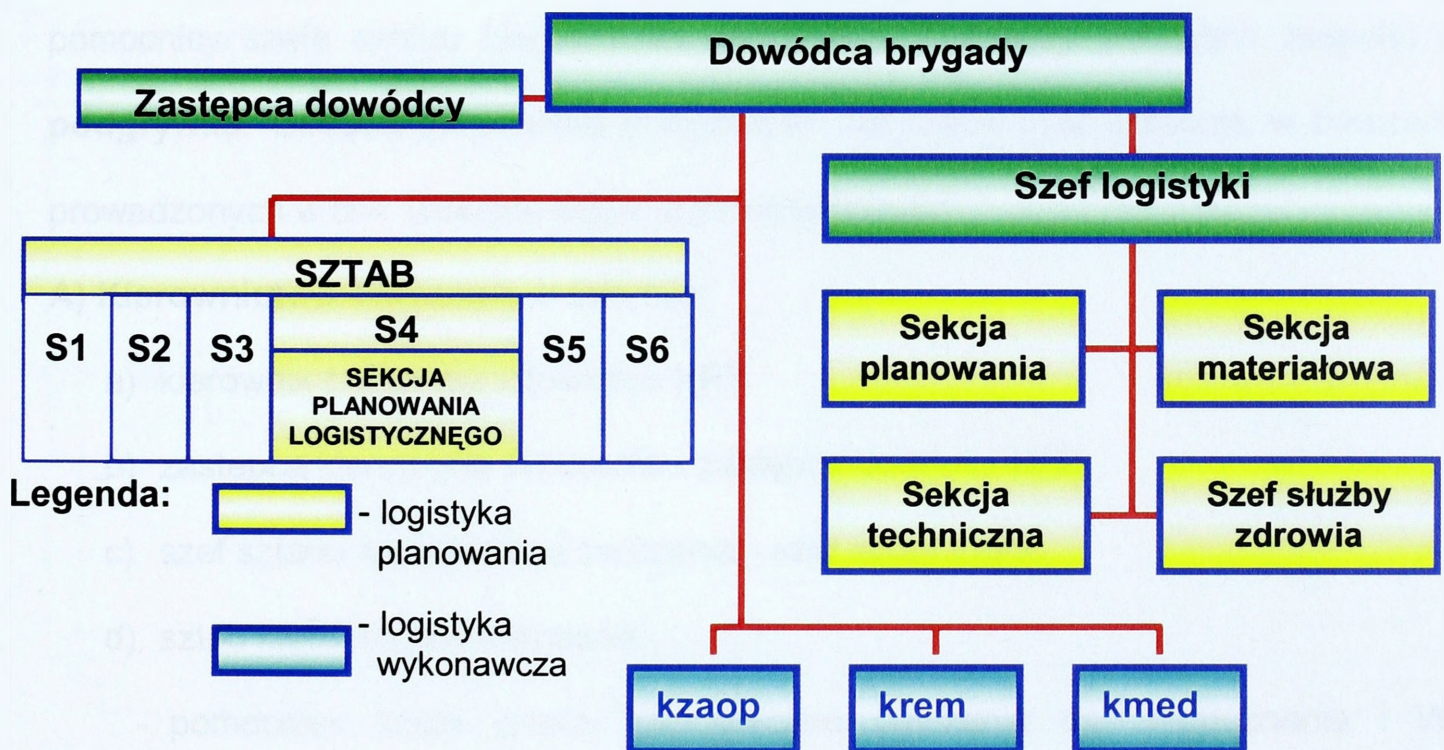 Dowódca brygady
Zastępca dowódcy
Szef logistyki
SZTAB
S1 S2 S3 S4 S5 S6
SEKCJA
PLANOWANIA
LOGISTYCZNĘGO
Sekcja
planowania
Sekcja
materiałowa
Sekcja
techniczna
Szef służby
zdrowia
Legenda:
- logistyka
planowania
- logistyka
wykonawcza
kzaop
krem
kmed